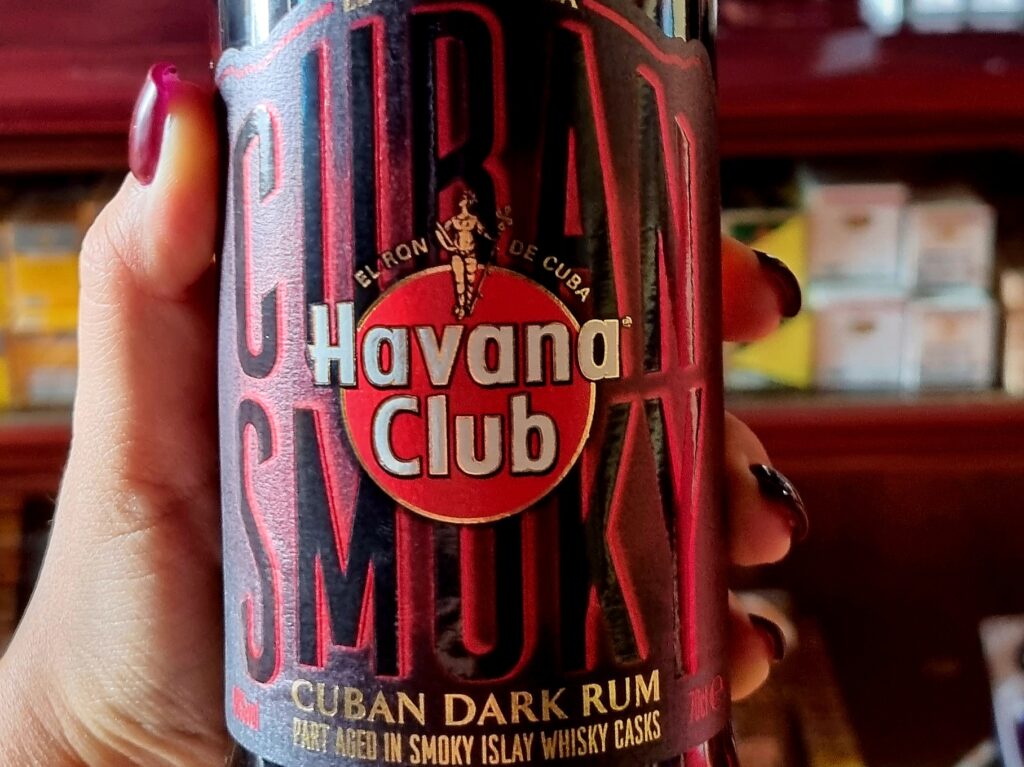 CUBAN
EL RON DE CUBA
Havana
Club
SMOKY
CUBAN DARK RUM
PART AGED IN SMOKY ISLAY WHISKY CASKS